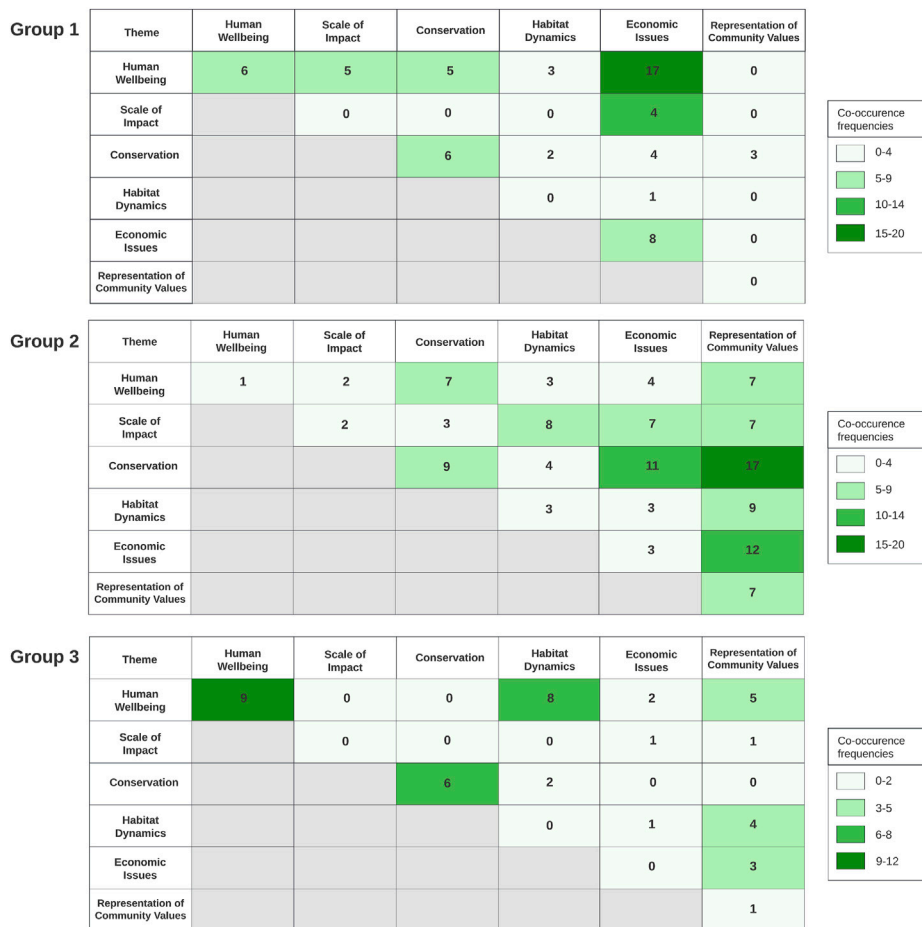 Group 1
Theme Human Wellbeing Scale of Impact Conservation Habitat Dynamics Economic Issues Representation of Community Values
Human Wellbeing 6 5 5 3 17 0
Scale of Impact 0 0 0 4 0
Conservation 6 2 4 3
Habitat Dynamics 0 1 0
Economic Issues 8 0
Representation of Community Values 0
Co-occurence
frequencies
0-4
5-9
10-14
15-20
Group 2
Theme Human Wellbeing Scale of Impact Conservation Habitat Dynamics Economic Issues Representation of Community Values
Human Wellbeing 1 2 7 3 4 7
Scale of Impact 2 3 8 7 7
Conservation 9 4 11 17
Habitat Dynamics 3 3 9
Economic Issues 3 12
Representation of Community Values 7
Co-occurence
frequencies
0-4
5-9
10-14
15-20
Group 3
Theme Human Wellbeing Scale of Impact Conservation Habitat Dynamics Economic Issues Representation of Community Values
Human Wellbeing 9 0 0 8 2 5
Scale of Impact 0 0 0 1 1
Conservation 6 2 0 0
Habitat Dynamics 0 1 4
Economic Issues 0 3
Representation of Community Values 1
Co-occurence
frequencies
0-2
3-5
6-8
9-12